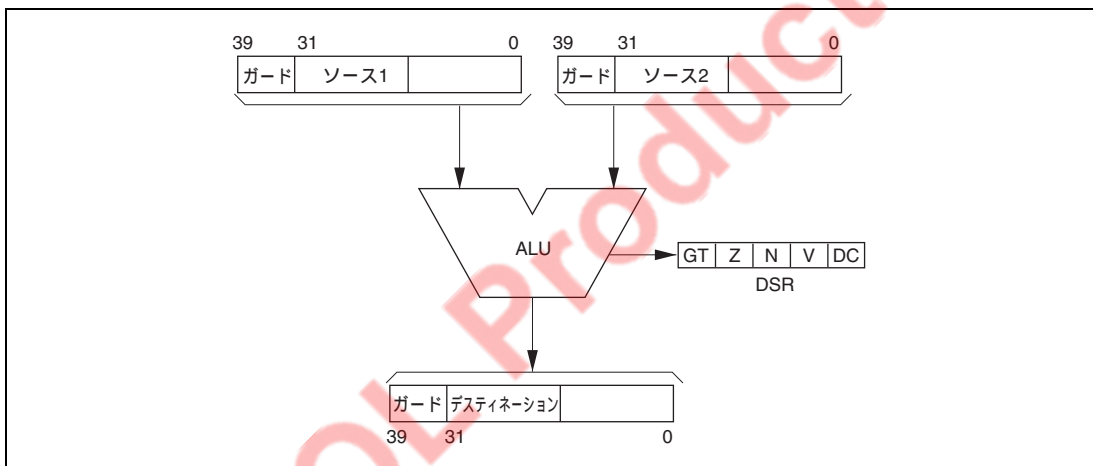 39 31 0 39 31 0
ガード ソース1 ガード ソース2
ALU
GT Z N V DC
DSR
ガード デスティネーション
39 31 0
OL Product